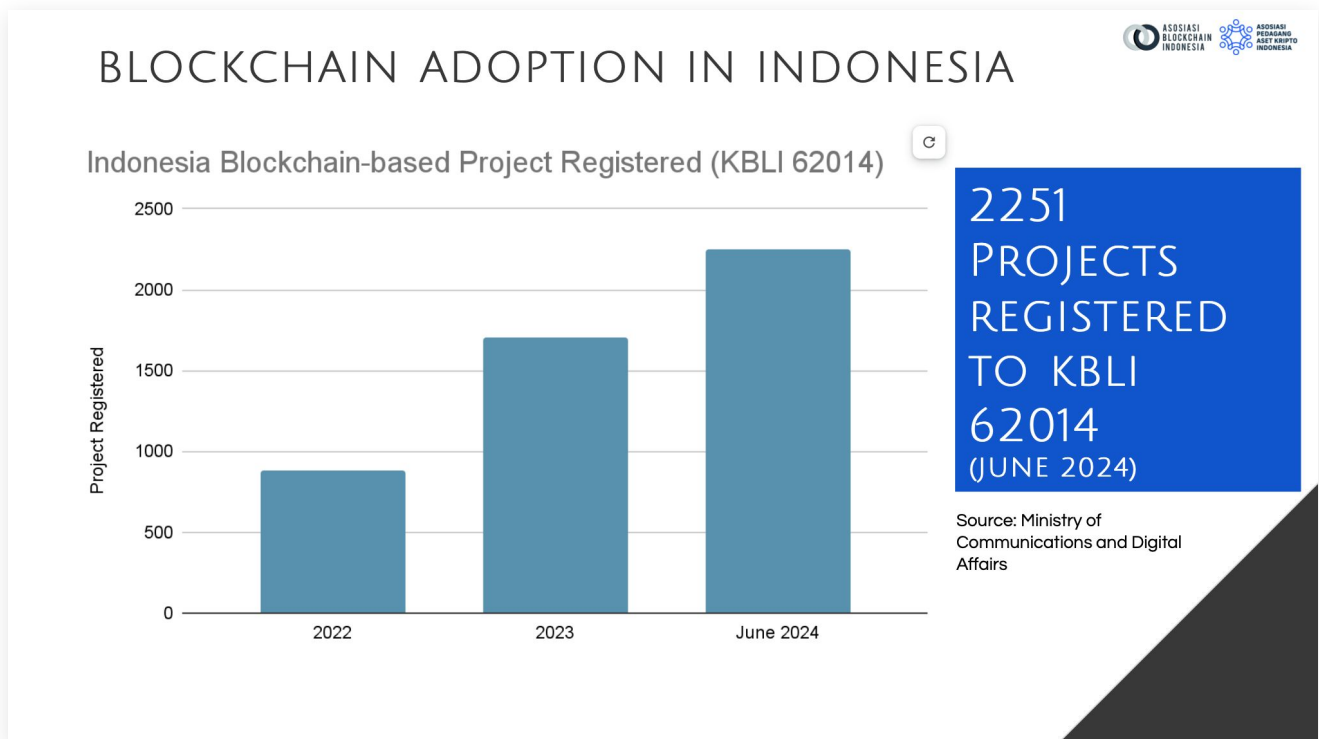 BLOCKCHAIN ADOPTION IN INDONESIA
ASOSIASI
BLOCKCHAIN
INDONESIA
ASOSIASI
PEDAGANG
ASET KRIPTO
INDONESIA
Indonesia Blockchain-based Project Registered (KBLI 62014)
Project Registered
2500
2000
1500
1000
500
0
2022
2023
June 2024
2251
PROJECTS
REGISTERED
TO KBLI
62014
(JUNE 2024)
Source: Ministry of
Communications and Digital
Affairs